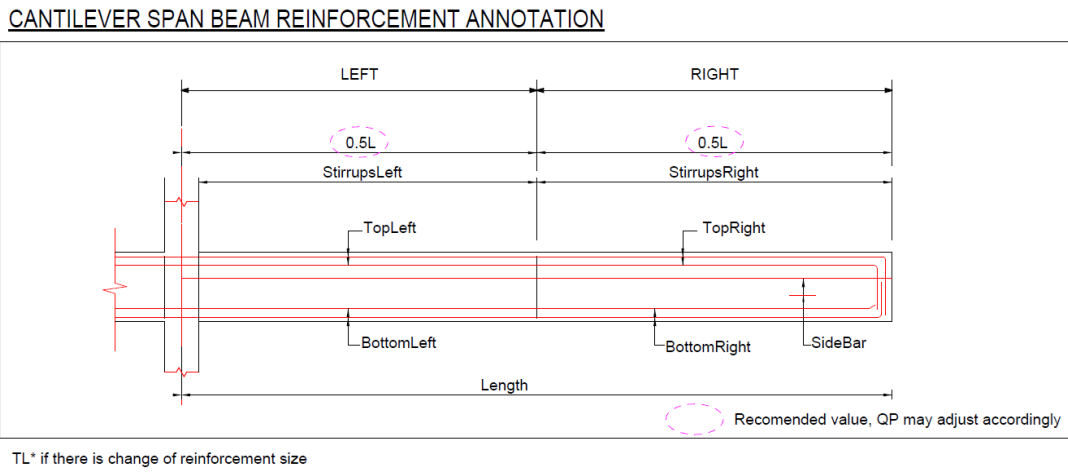 CANTILEVER SPAN BEAM REINFORCEMENT ANNOTATION
LEFT
RIGHT
0.5L
0.5L
StirrupsLeft
StirrupsRight
TopLeft
TopRight
BottomLeft
BottomRight
SideBar
Length
Recomended value, QP may adjust accordingly
TL* if there is change of reinforcement size